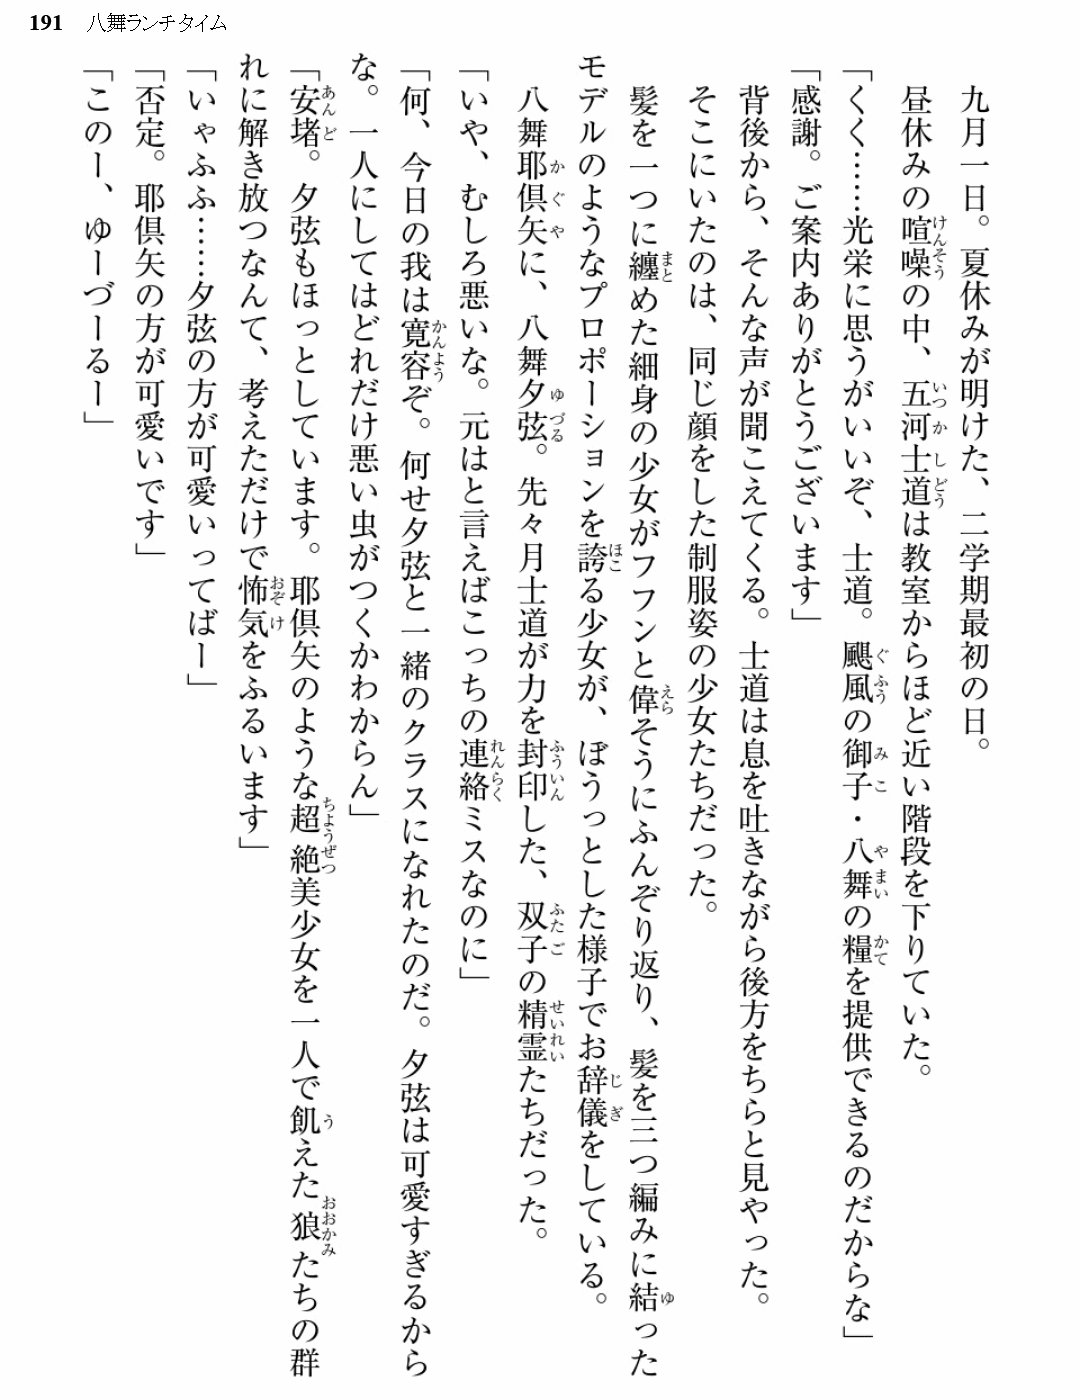 191 八舞ランチタイム
九月一日。夏休みが明けた、二学期最初の日。
昼休みの喧噪の中、五河士道は教室からほど近い階段を下りていた。
「くく……光栄に思うがいいぞ、士道。颶風の御子・八舞の糧を提供できるのだからな」
「感謝。ご案内ありがとうございます」
背後から、そんな声が聞こえてくる。士道は息を吐きながら後方をちらと見やった。
そこにいたのは、同じ顔をした制服姿の少女たちだった。
髪を一つに纏めた細身の少女がフフンと偉そうにふんぞり返り、髪を三つ編みに結った
モデルのようなプロポーションを誇る少女が、ぼうっとした様子でお辞儀をしている。
八舞耶倶矢に、八舞夕弦。先々月士道が力を封印した、双子の精霊たちだった。
「いや、むしろ悪いな。元はと言えばこっちの連絡ミスなのに」
「何、今日の我は寛容ぞ。何せ夕弦と一緒のクラスになれたのだ。夕弦は可愛すぎるから
な。一人にしてはどれだけ悪い虫がつくかわからん」
「安堵。夕弦もほっとしています。耶倶矢のような超絶美少女を一人で飢えた狼たちの群
れに解き放つなんて、考えただけで怖気をふるいます」
「いゃふふ……夕弦の方が可愛いってばー」
「否定。耶倶矢の方が可愛いです」
「このー、ゆーづーるー」